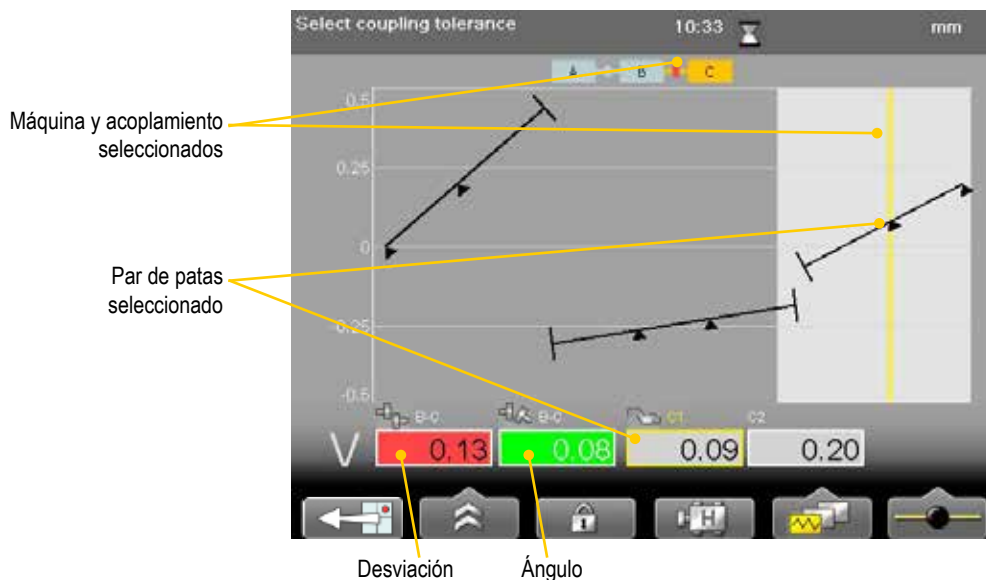 Select coupling tolerance 10:33 mm
A B C
Máquina y acoplamiento
seleccionados
0.5
0.25
0
-0.25
-0.5
Par de patas
seleccionado
B-C B-C C1 C2
V 0.13 0.08 0.09 0.20
1 H
Desviación Ángulo